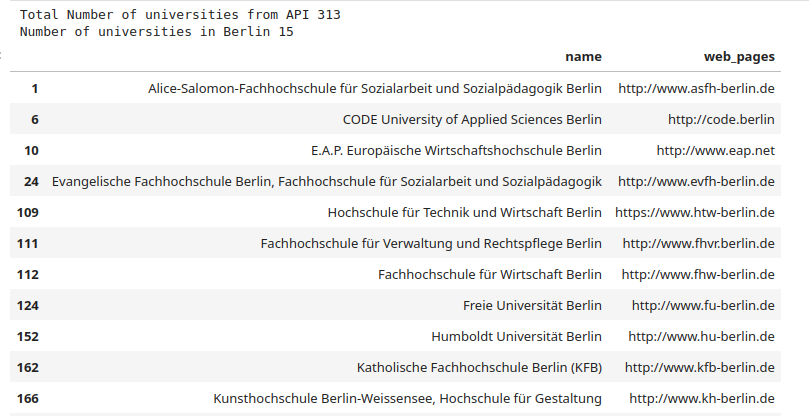 Total Number of universities from API 313
Number of universities in Berlin 15
name web_pages
1 Alice-Salomon-Fachhochschule für Sozialarbeit und Sozialpädagogik Berlin http://www.asfh-berlin.de
6 CODE University of Applied Sciences Berlin http://code.berlin
10 E.A.P. Europäische Wirtschaftshochschule Berlin http://www.eap.net
24 Evangelische Fachhochschule Berlin, Fachhochschule für Sozialarbeit und Sozialpädagogik http://www.evfh-berlin.de
109 Hochschule für Technik und Wirtschaft Berlin https://www.htw-berlin.de
111 Fachhochschule für Verwaltung und Rechtspflege Berlin http://www.fhvr.berlin.de
112 Fachhochschule für Wirtschaft Berlin http://www.fhw-berlin.de
124 Freie Universität Berlin http://www.fu-berlin.de
152 Humboldt Universität Berlin http://www.hu-berlin.de
162 Katholische Fachhochschule Berlin (KFB) http://www.kfb-berlin.de
166 Kunsthochschule Berlin-Weissensee, Hochschule für Gestaltung http://www.kh-berlin.de